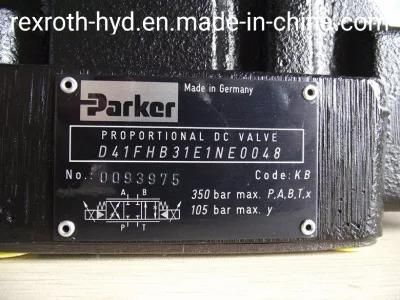 rexroth-hyd.en.made-in-china.com
Made in Germany
Parker
PROPORTIONAL DC VALVE
D41FHB31E1NE0048
No.: 0093975 Code: KB
A B
P T
350 bar max. P,A,B,T,x
105 bar max. y